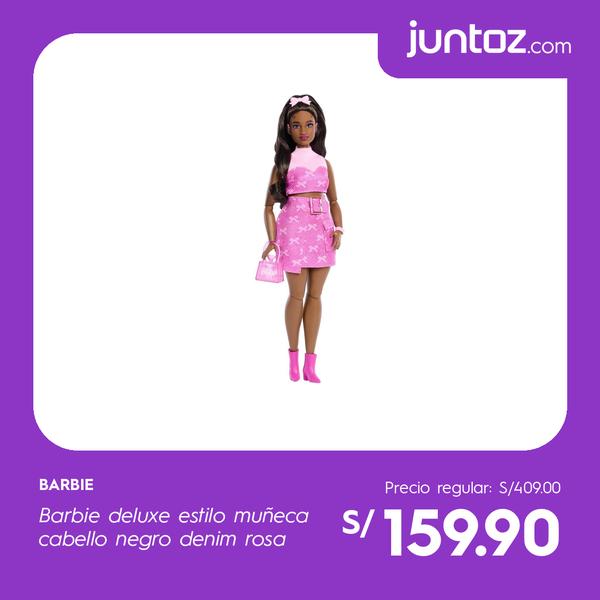 juntoz.com
BARBIE
Barbie deluxe estilo muñeca
cabello negro denim rosa
Precio regular: S/409.00
S/159.90